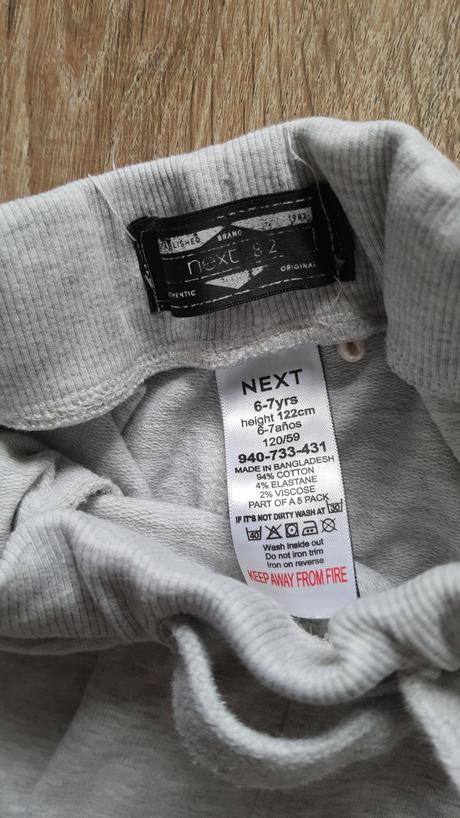 BRAND
1982
next 82
ORIGINAL
NEXT
6-7yrs
height 122cm
6-7años
120/59
940-733-431
MADE IN BANGLADESH
94% COTTON
4% ELASTANE
2% VISCOSE
PART OF A 5 PACK
IF IT'S NOT DIRTY WASH AT 30
40
Wash inside out
Do not iron trim
Iron on reverse
KEEP AWAY FROM FIRE